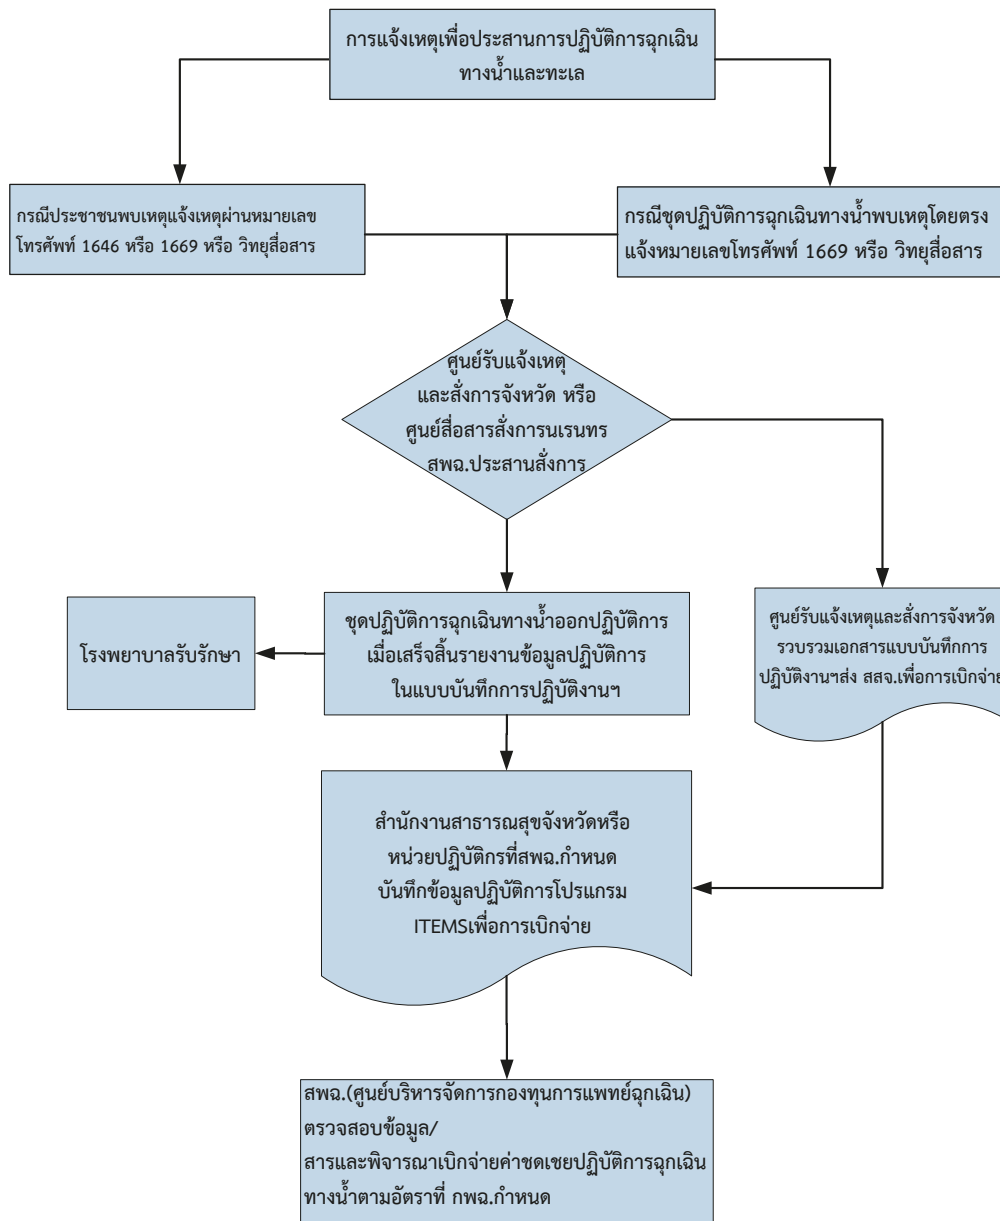 การแจ้งเหตุเพื่อประสานการปฏิบัติการฉุกเฉิน
ทางน้ำและทะเล
กรณีประชาชนพบเหตุแจ้งเหตุผ่านหมายเลข
โทรศัพท์ 1646 หรือ 1669 หรือ วิทยุสื่อสาร
กรณีชุดปฏิบัติการฉุกเฉินทางน้ำพบเหตุโดยตรง
แจ้งหมายเลขโทรศัพท์ 1669 หรือ วิทยุสื่อสาร
ศูนย์รับแจ้งเหตุ
และสั่งการจังหวัด หรือ
ศูนย์สื่อสารสั่งการนเรนทร
สพฉ.ประสานสั่งการ
โรงพยาบาลรับรักษา
ชุดปฏิบัติการฉุกเฉินทางน้ำออกปฏิบัติการ
เมื่อเสร็จสิ้นรายงานข้อมูลปฏิบัติการ
ในแบบบันทึกการปฏิบัติงานฯ
ศูนย์รับแจ้งเหตุและสั่งการจังหวัด
รวบรวมเอกสารแบบบันทึกการ
ปฏิบัติงานฯส่ง สสจ.เพื่อการเบิกจ่าย
สำนักงานสาธารณสุขจังหวัดหรือ
หน่วยปฏิบัติกรที่สพฉ.กำหนด
บันทึกข้อมูลปฏิบัติการโปรแกรม
ITEMSเพื่อการเบิกจ่าย
สพฉ.(ศูนย์บริหารจัดการกองทุนการแพทย์ฉุกเฉิน)
ตรวจสอบข้อมูล/
สารและพิจารณาเบิกจ่ายค่าชดเชยปฏิบัติการฉุกเฉิน
ทางน้ำตามอัตราที่ กพฉ.กำหนด